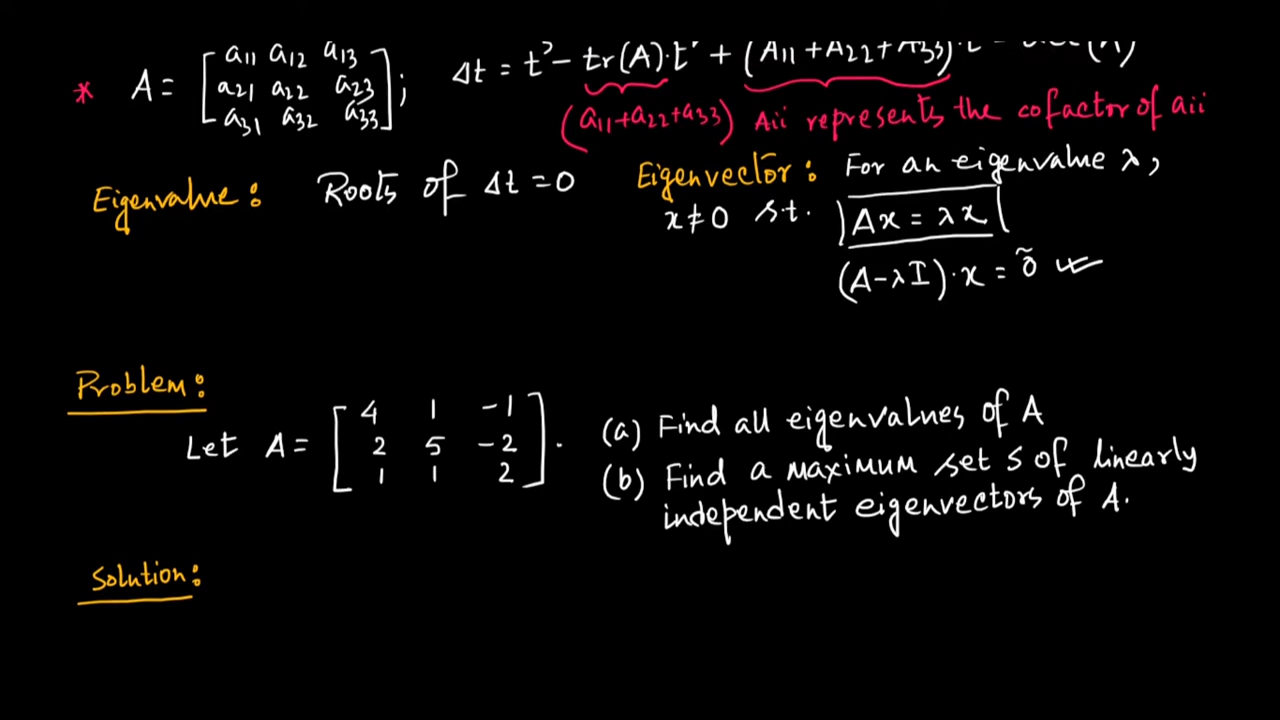 * A = [a11 a12 a13; a21 a22 a23; a31 a32 a33]; Δt = t³ - tr(A)·t² + (A11 + A22 + A33)·t - det(A)
(a11+a22+a33) Aii represents the cofactor of aii
Eigenvalue: Roots of Δt = 0
Eigenvector: For an eigenvalue λ,
x≠0 s.t. Ax = λx
(A-λI)·x = õ
Problem:
Let A = [4 1 -1; 2 5 -2; 1 1 2].
(a) Find all eigenvalues of A
(b) Find a maximum set S of linearly
independent eigenvectors of A.
Solution: